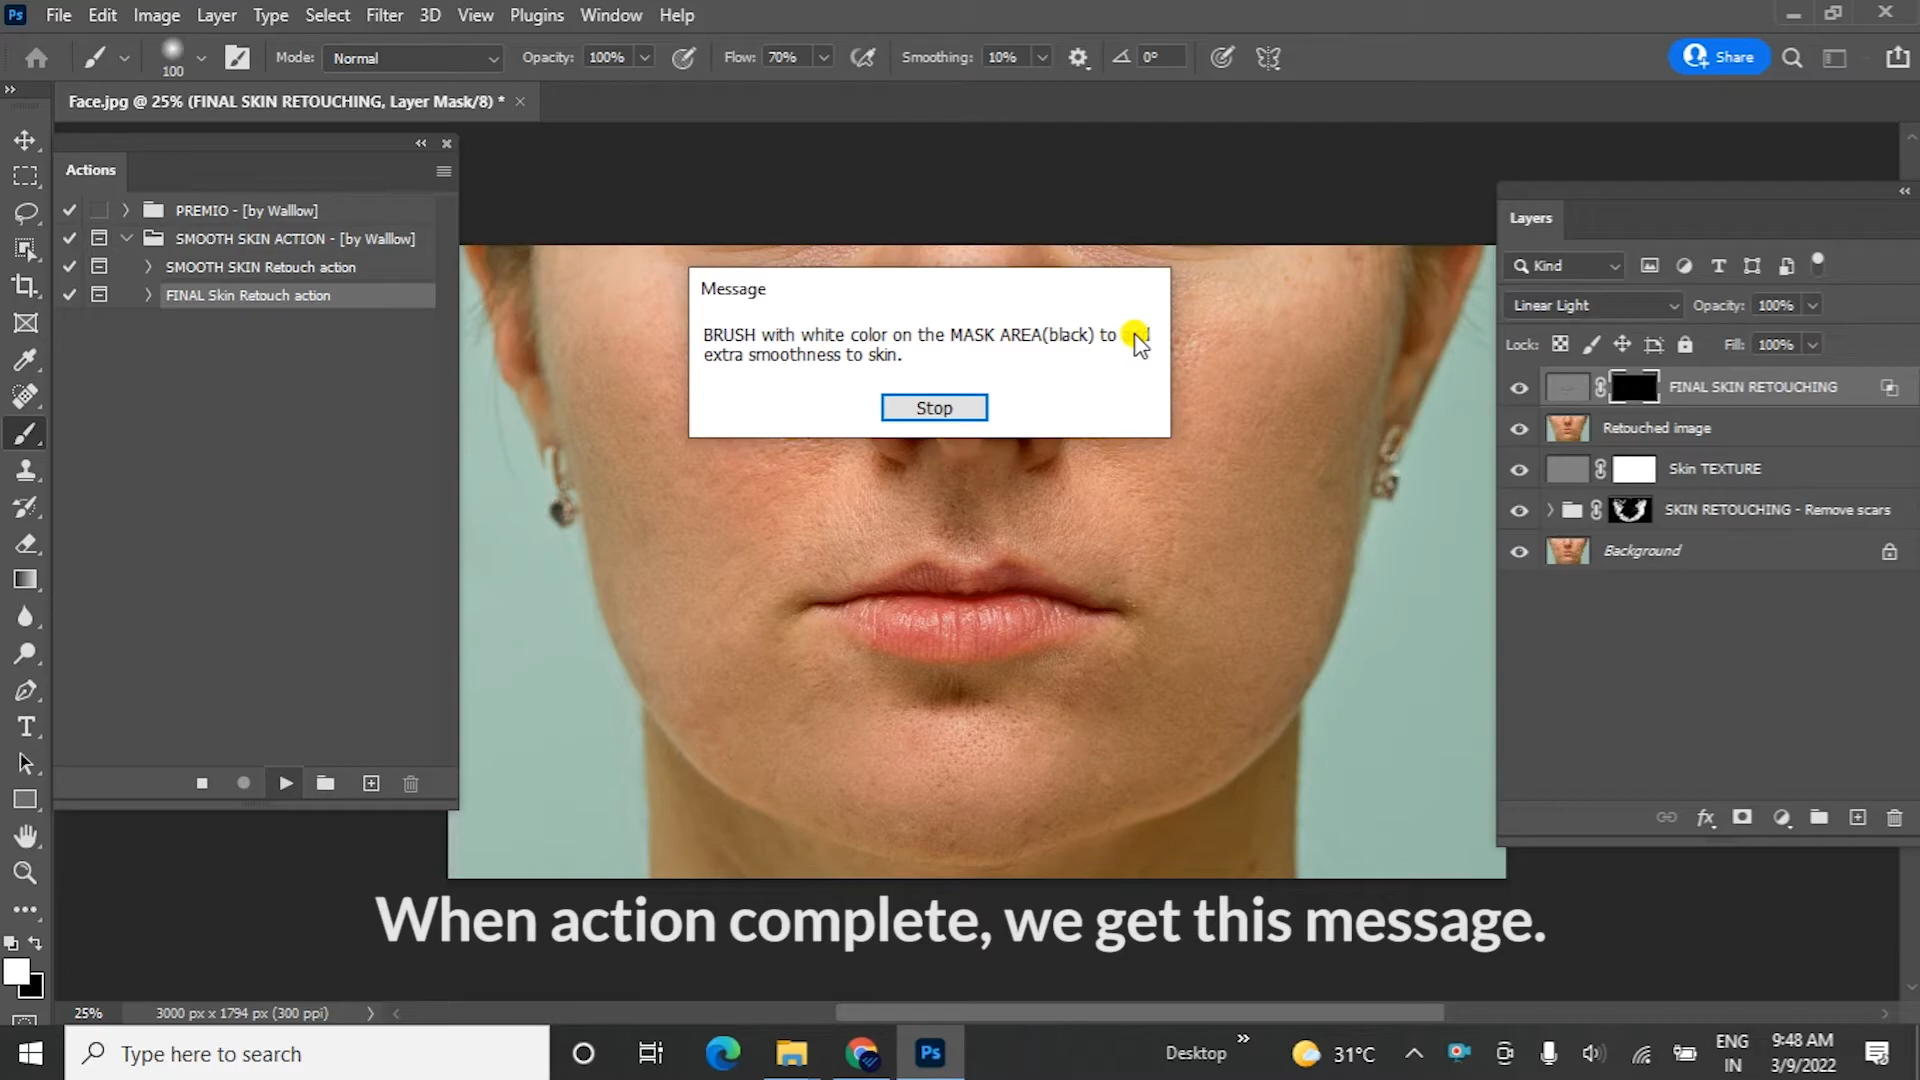 Ps File Edit Image Layer Type Select Filter 3D View Plugins Window Help
100 Mode: Normal Opacity: 100% Flow: 70% Smoothing: 10% 0° Share
Face.jpg @ 25% (FINAL SKIN RETOUCHING, Layer Mask/8) *
Actions
PREMIO - [by Walllow]
SMOOTH SKIN ACTION - [by Walllow]
SMOOTH SKIN Retouch action
FINAL Skin Retouch action
Message
BRUSH with white color on the MASK AREA(black) to
extra smoothness to skin.
Stop
Layers
Kind
Linear Light Opacity: 100%
Lock: Fill: 100%
FINAL SKIN RETOUCHING
Retouched image
Skin TEXTURE
SKIN RETOUCHING - Remove scars
Background
fx
When action complete, we get this message.
25% 3000 px x 1794 px (300 ppi)
Type here to search
Ps
Desktop
31°C
ENG
IN
9:48 AM
3/9/2022